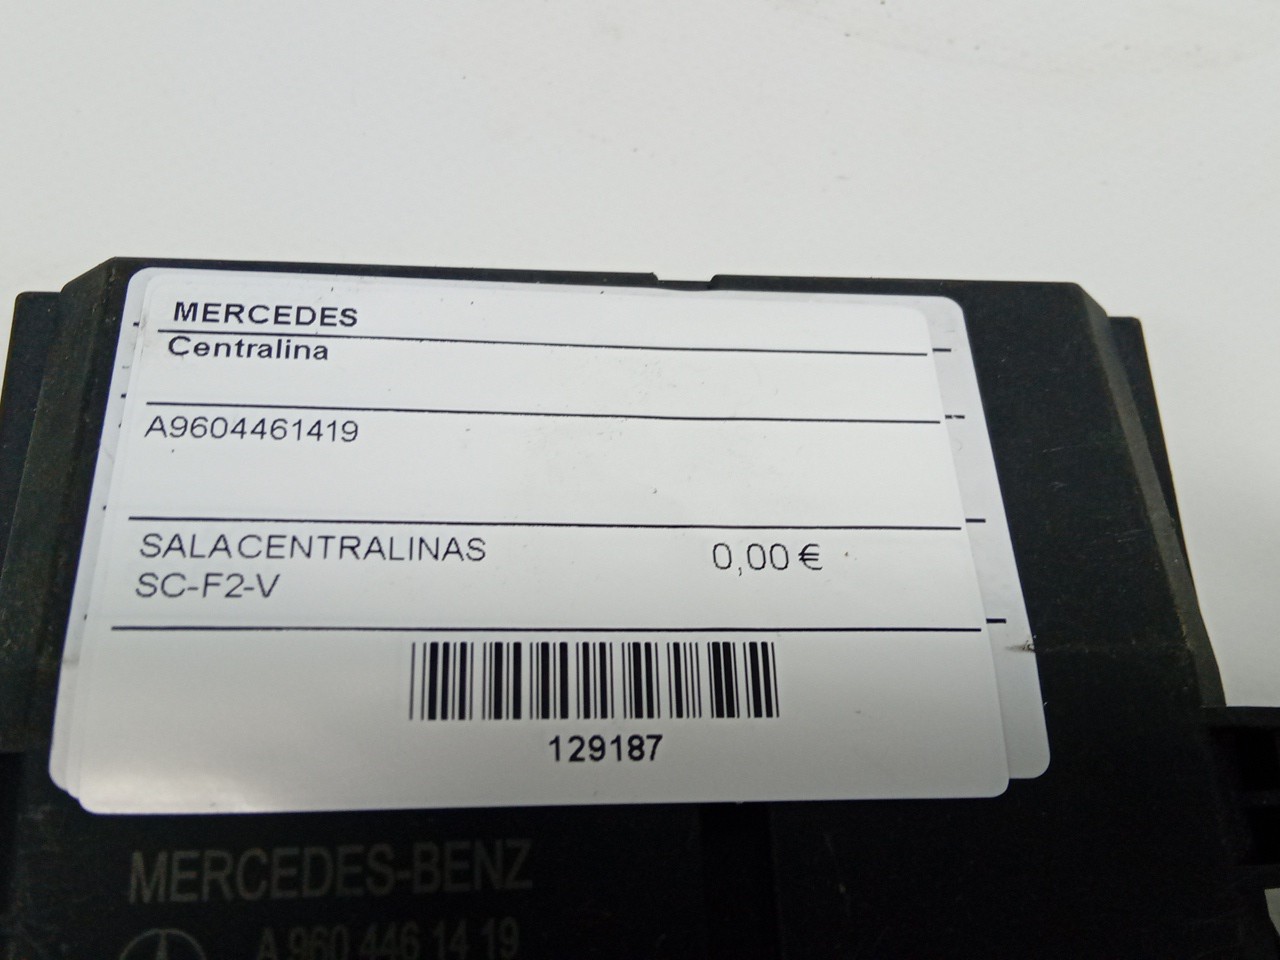 MERCEDES
Centralina
A9604461419
SALACENTRALINAS
0,00 €
SC-F2-V
129187
MERCEDES-BENZ
A 960 446 14 19